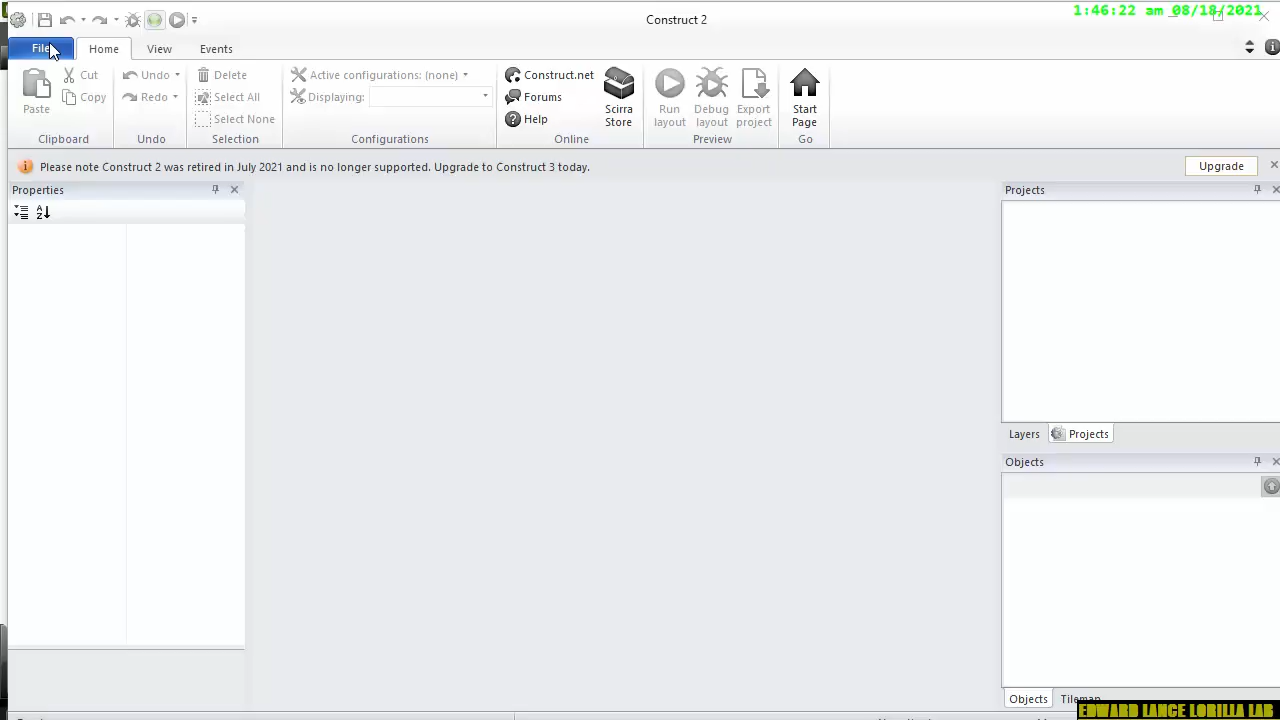 Construct 2
1:46:22 am 08/18/2021
File
Home
View
Events
Paste
Cut
Copy
Clipboard
Undo
Redo
Undo
Delete
Select All
Select None
Selection
Active configurations: (none)
Displaying:
Configurations
Construct.net
Forums
Help
Online
Scirra
Store
Run
layout
Debug
layout
Export
project
Preview
Start
Page
Go
Please note Construct 2 was retired in July 2021 and is no longer supported. Upgrade to Construct 3 today.
Upgrade
Properties
Projects
Layers
Projects
Objects
Objects
Tilemap
EDWARD LANCE LORILLA LAB